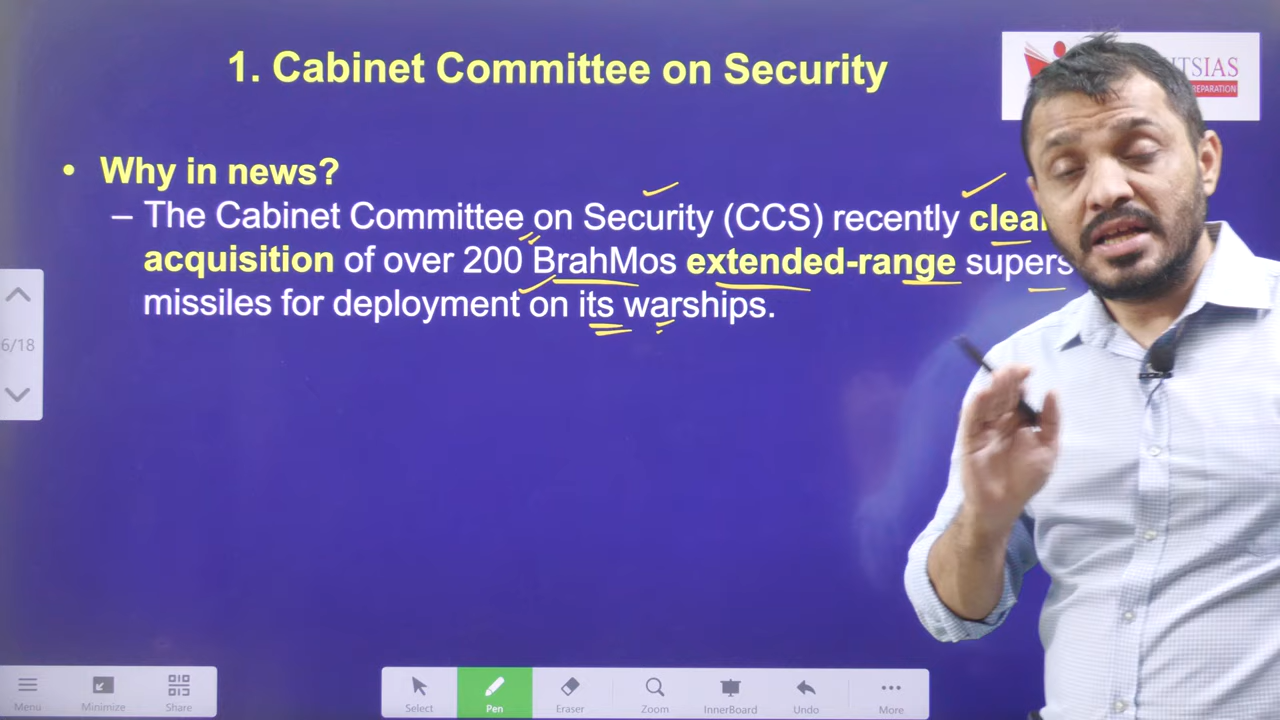 1. Cabinet Committee on Security
TSIAS
REPARATION
• Why in news?
– The Cabinet Committee on Security (CCS) recently
acquisition of over 200 BrahMos extended-range
missiles for deployment on its warships.
6/18
Menu
Minimize
Share
Select
Pen
Eraser
Zoom
InnerBoard
Undo
More